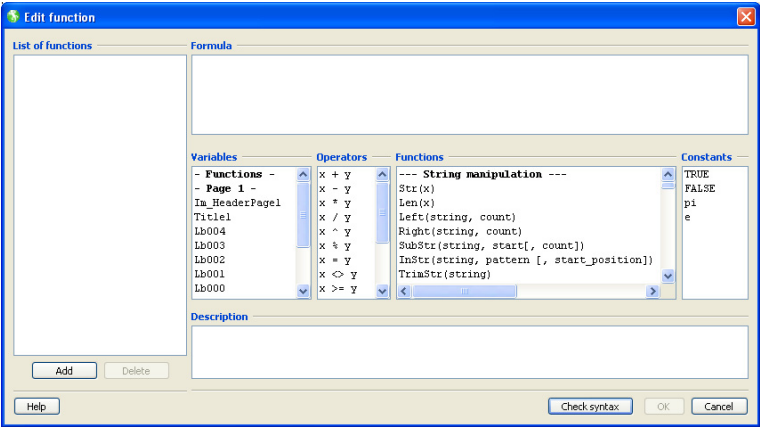 Edit function
List of functions
Formula
Variables
- Functions -
- Page 1 -
Im_HeaderPage1
Title1
Lb004
Lb003
Lb002
Lb001
Lb000
Operators
x + y
x - y
x * y
x / y
x ^ y
x % y
x = y
x <> y
x >= y
Functions
--- String manipulation ---
Str(x)
Len(x)
Left(string, count)
Right(string, count)
SubStr(string, start[, count])
InStr(string, pattern [, start_position])
TrimStr(string)
Constants
TRUE
FALSE
pi
e
Description
Add
Delete
Help
Check syntax
OK
Cancel